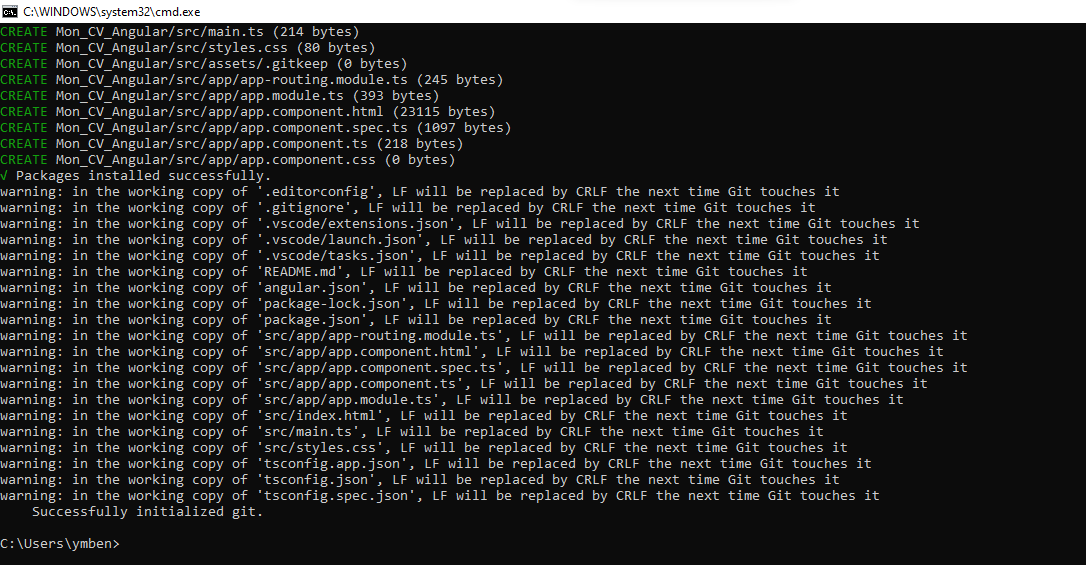 C:\WINDOWS\system32\cmd.exe
CREATE Mon_CV_Angular/src/main.ts (214 bytes)
CREATE Mon_CV_Angular/src/styles.css (80 bytes)
CREATE Mon_CV_Angular/src/assets/.gitkeep (0 bytes)
CREATE Mon_CV_Angular/src/app/app-routing.module.ts (245 bytes)
CREATE Mon_CV_Angular/src/app/app.module.ts (393 bytes)
CREATE Mon_CV_Angular/src/app/app.component.html (23115 bytes)
CREATE Mon_CV_Angular/src/app/app.component.spec.ts (1097 bytes)
CREATE Mon_CV_Angular/src/app/app.component.ts (218 bytes)
CREATE Mon_CV_Angular/src/app/app.component.css (0 bytes)
√ Packages installed successfully.
warning: in the working copy of '.editorconfig', LF will be replaced by CRLF the next time Git touches it
warning: in the working copy of '.gitignore', LF will be replaced by CRLF the next time Git touches it
warning: in the working copy of '.vscode/extensions.json', LF will be replaced by CRLF the next time Git touches it
warning: in the working copy of '.vscode/launch.json', LF will be replaced by CRLF the next time Git touches it
warning: in the working copy of '.vscode/tasks.json', LF will be replaced by CRLF the next time Git touches it
warning: in the working copy of 'README.md', LF will be replaced by CRLF the next time Git touches it
warning: in the working copy of 'angular.json', LF will be replaced by CRLF the next time Git touches it
warning: in the working copy of 'package-lock.json', LF will be replaced by CRLF the next time Git touches it
warning: in the working copy of 'package.json', LF will be replaced by CRLF the next time Git touches it
warning: in the working copy of 'src/app/app-routing.module.ts', LF will be replaced by CRLF the next time Git touches it
warning: in the working copy of 'src/app/app.component.html', LF will be replaced by CRLF the next time Git touches it
warning: in the working copy of 'src/app/app.component.spec.ts', LF will be replaced by CRLF the next time Git touches it
warning: in the working copy of 'src/app/app.component.ts', LF will be replaced by CRLF the next time Git touches it
warning: in the working copy of 'src/app/app.module.ts', LF will be replaced by CRLF the next time Git touches it
warning: in the working copy of 'src/index.html', LF will be replaced by CRLF the next time Git touches it
warning: in the working copy of 'src/main.ts', LF will be replaced by CRLF the next time Git touches it
warning: in the working copy of 'src/styles.css', LF will be replaced by CRLF the next time Git touches it
warning: in the working copy of 'tsconfig.app.json', LF will be replaced by CRLF the next time Git touches it
warning: in the working copy of 'tsconfig.json', LF will be replaced by CRLF the next time Git touches it
warning: in the working copy of 'tsconfig.spec.json', LF will be replaced by CRLF the next time Git touches it
    Successfully initialized git.
C:\Users\ymben>